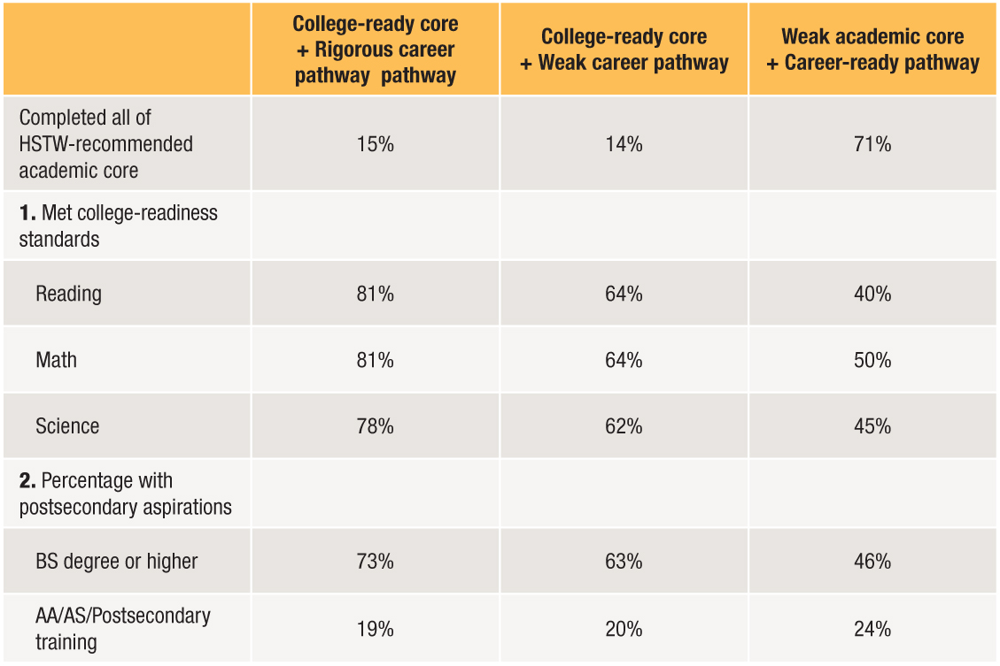 College-ready core
+ Rigorous career
pathway pathway
College-ready core
+ Weak career pathway
Weak academic core
+ Career-ready pathway
Completed all of
HSTW-recommended
academic core
15%
14%
71%
1. Met college-readiness
standards
Reading
81%
64%
40%
Math
81%
64%
50%
Science
78%
62%
45%
2. Percentage with
postsecondary aspirations
BS degree or higher
73%
63%
46%
AA/AS/Postsecondary
training
19%
20%
24%